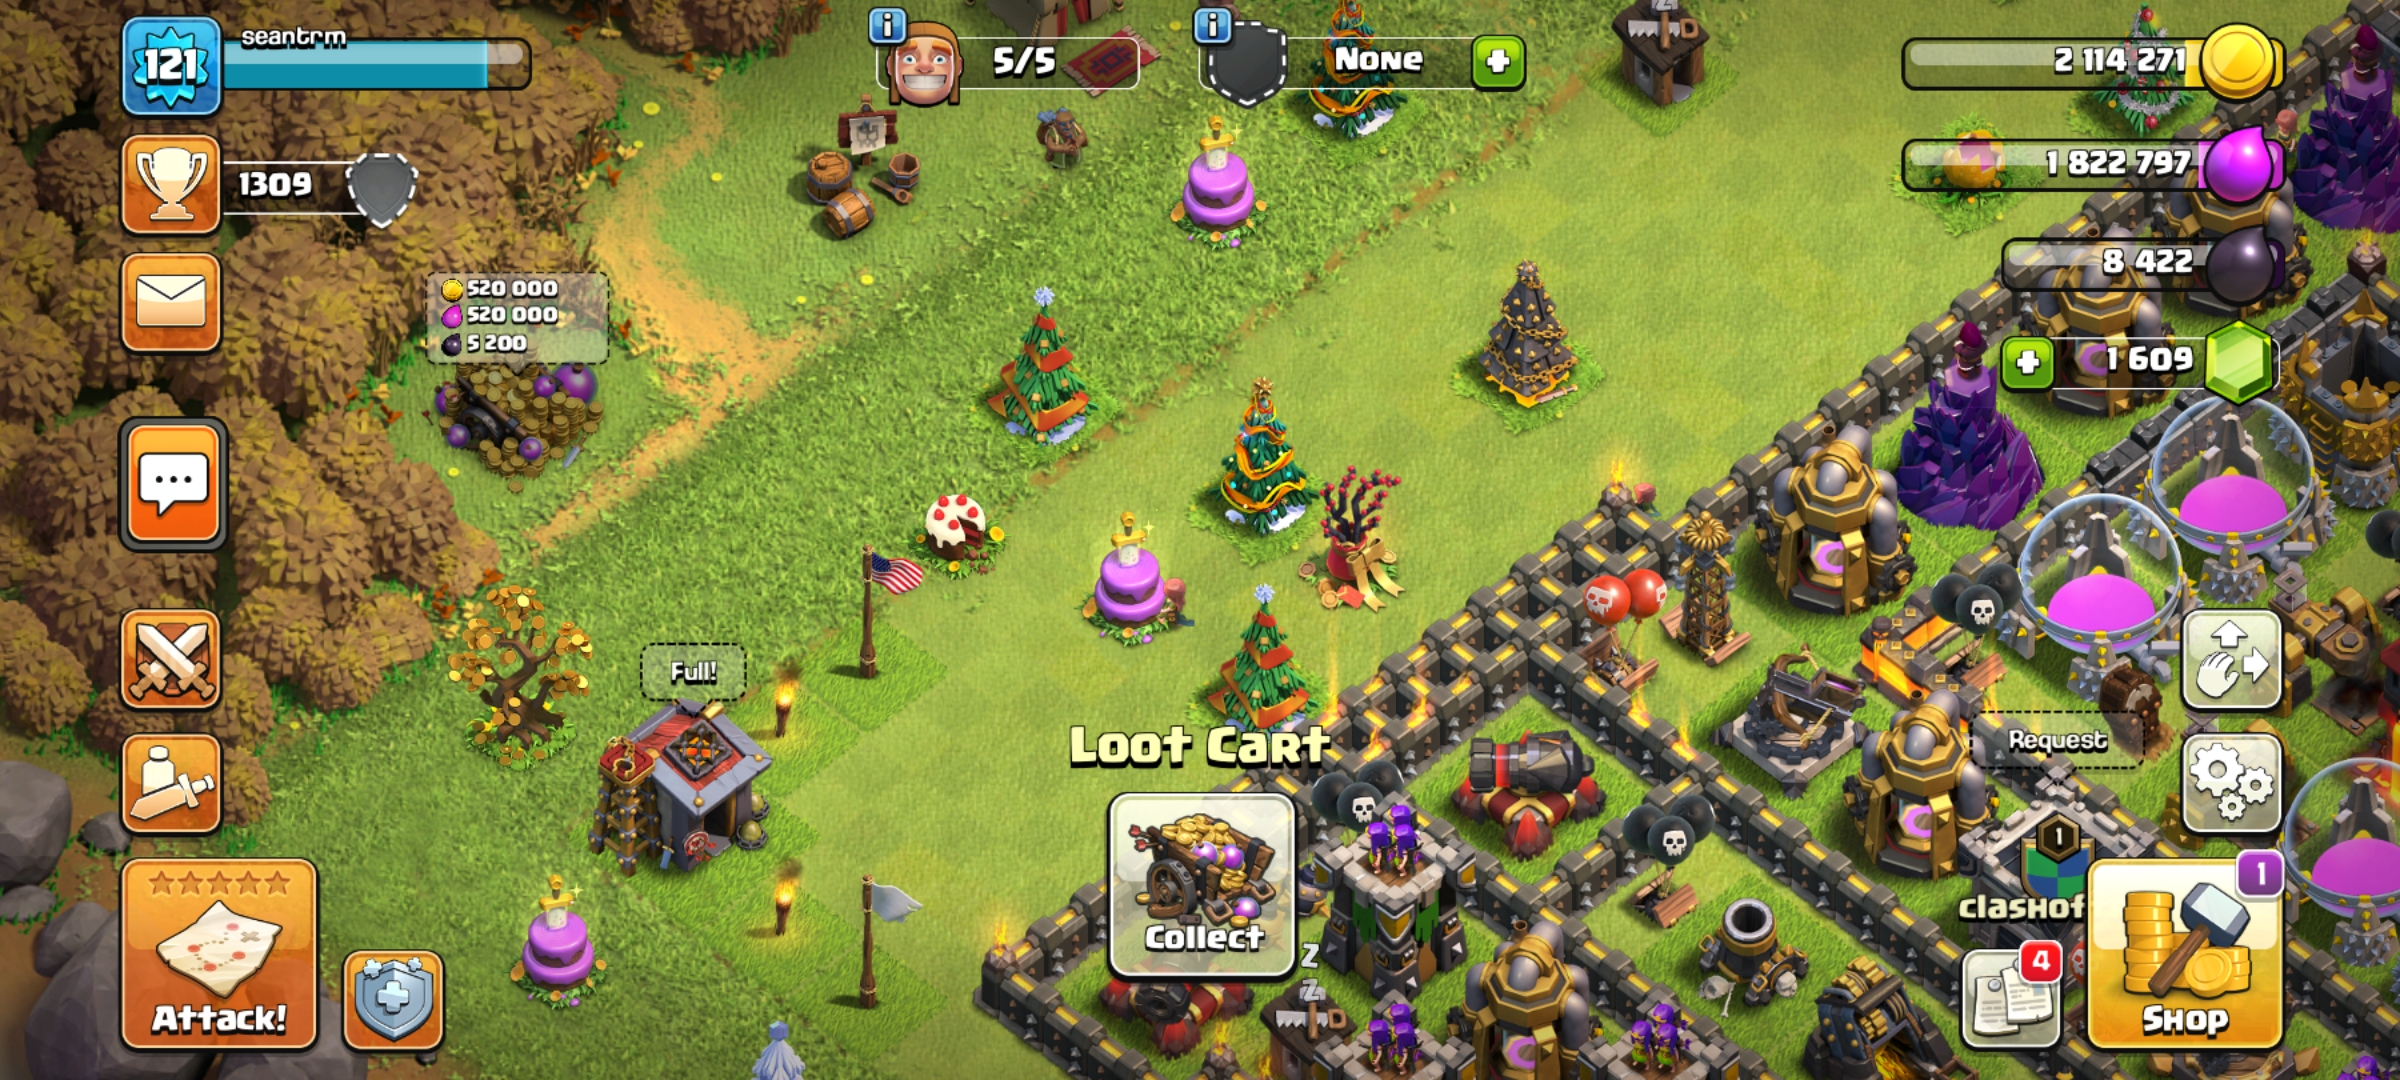 121
seantrm
5/5
None
2 114 271
1309
1 822 797
8 422
520 000
520 000
5 200
1 609
Full!
Loot Cart
Request
Collect
1
clashof
1
4
Attack!
Shop
Z
Z